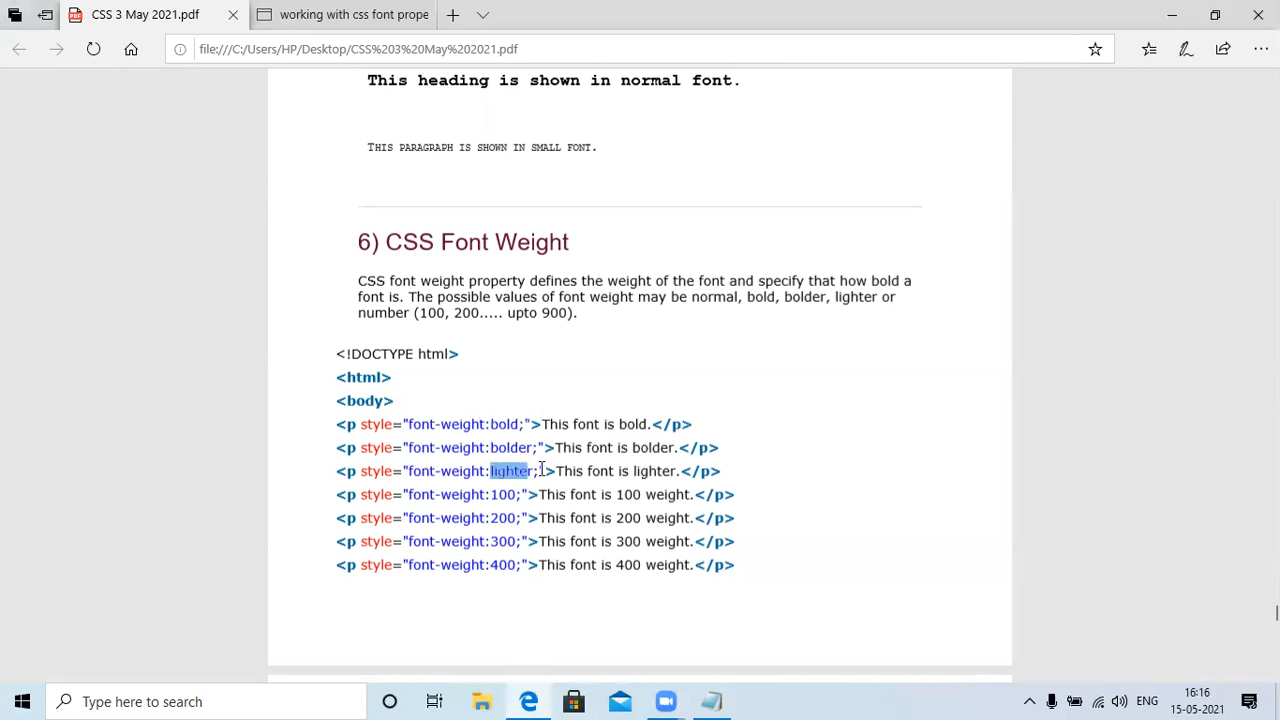 CSS 3 May 2021.pdf
working with css3
file:///C:/Users/HP/Desktop/CSS%203%20May%202021.pdf
This heading is shown in normal font.
THIS PARAGRAPH IS SHOWN IN SMALL FONT.
6) CSS Font Weight
CSS font weight property defines the weight of the font and specify that how bold a
font is. The possible values of font weight may be normal, bold, bolder, lighter or
number (100, 200..... upto 900).
<!DOCTYPE html>
<html>
<body>
<p style="font-weight:bold;">This font is bold.</p>
<p style="font-weight:bolder;">This font is bolder.</p>
<p style="font-weight:lighter;">This font is lighter.</p>
<p style="font-weight:100;">This font is 100 weight.</p>
<p style="font-weight:200;">This font is 200 weight.</p>
<p style="font-weight:300;">This font is 300 weight.</p>
<p style="font-weight:400;">This font is 400 weight.</p>
Type here to search
16:16
15-05-2021